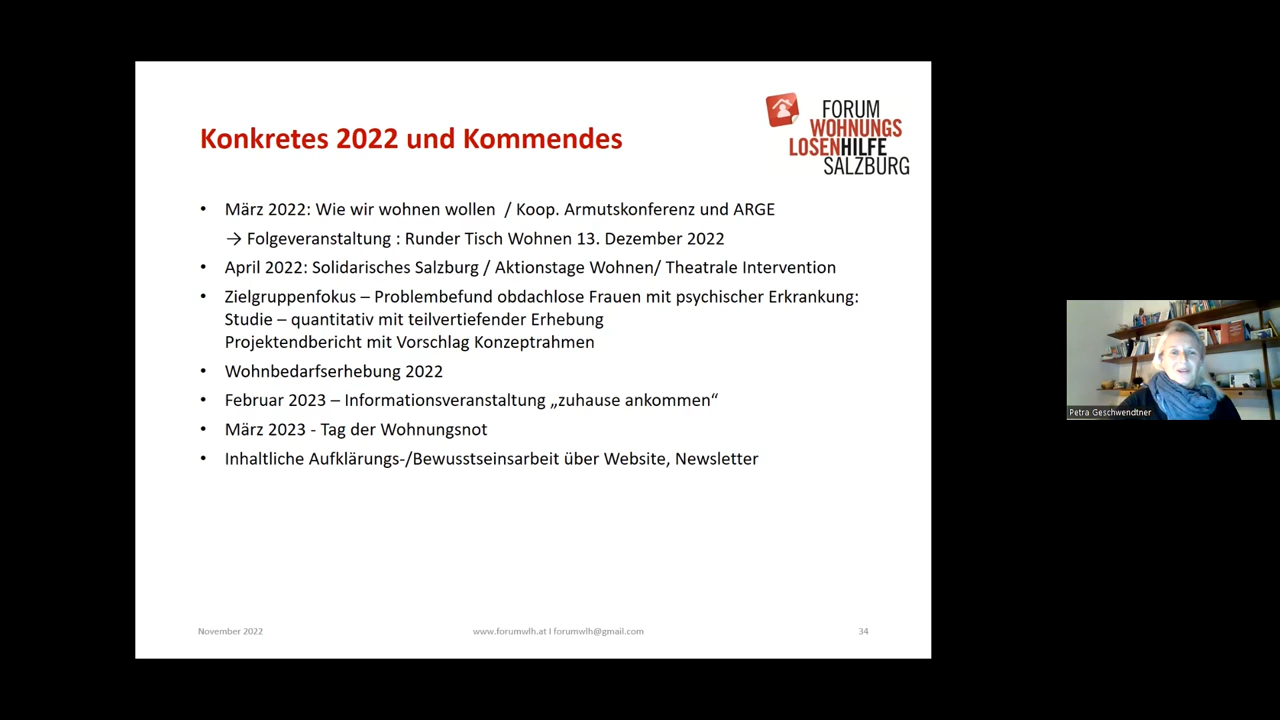 Konkretes 2022 und Kommendes
FORUM
WOHNUNGS
LOSENHILFE
SALZBURG
• März 2022: Wie wir wohnen wollen / Koop. Armutskonferenz und ARGE
→ Folgeveranstaltung : Runder Tisch Wohnen 13. Dezember 2022
• April 2022: Solidarisches Salzburg / Aktionstage Wohnen/ Theatrale Intervention
• Zielgruppenfokus – Problembefund obdachlose Frauen mit psychischer Erkrankung:
Studie – quantitativ mit teilvertiefender Erhebung
Projektendbericht mit Vorschlag Konzeptrahmen
• Wohnbedarfserhebung 2022
• Februar 2023 – Informationsveranstaltung „zuhause ankommen“
• März 2023 - Tag der Wohnungsnot
• Inhaltliche Aufklärungs-/Bewusstseinsarbeit über Website, Newsletter
Petra Geschwendtner
November 2022
www.forumwlh.at I forumwlh@gmail.com
34